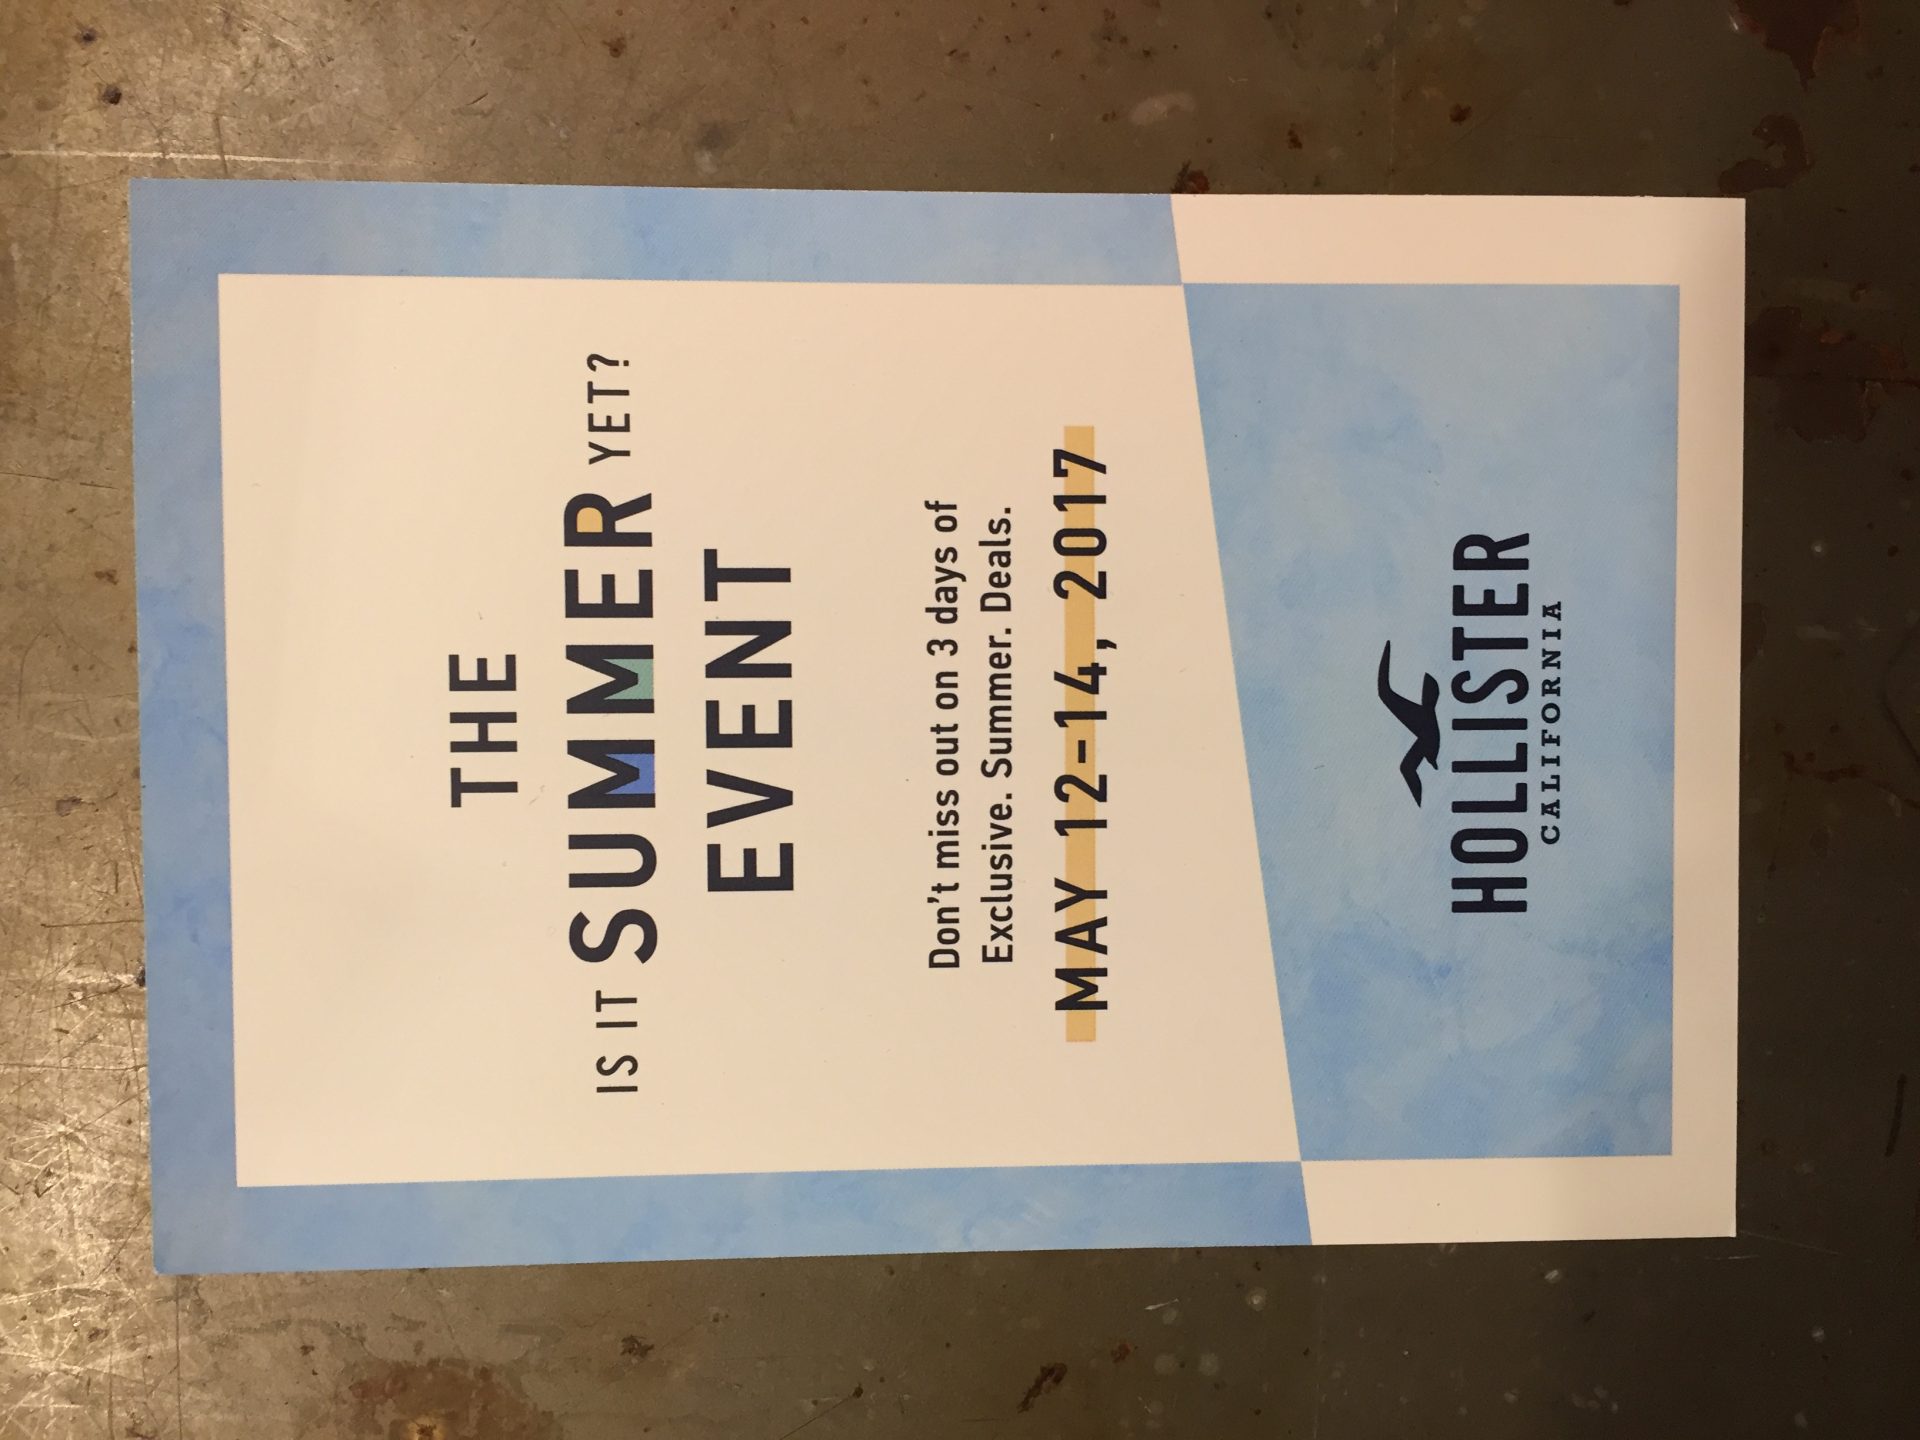 THE
IS IT SUMMER YET?
EVENT
Don't miss out on 3 days of
Exclusive. Summer. Deals.
MAY 12-14, 2017
HOLLISTER
CALIFORNIA